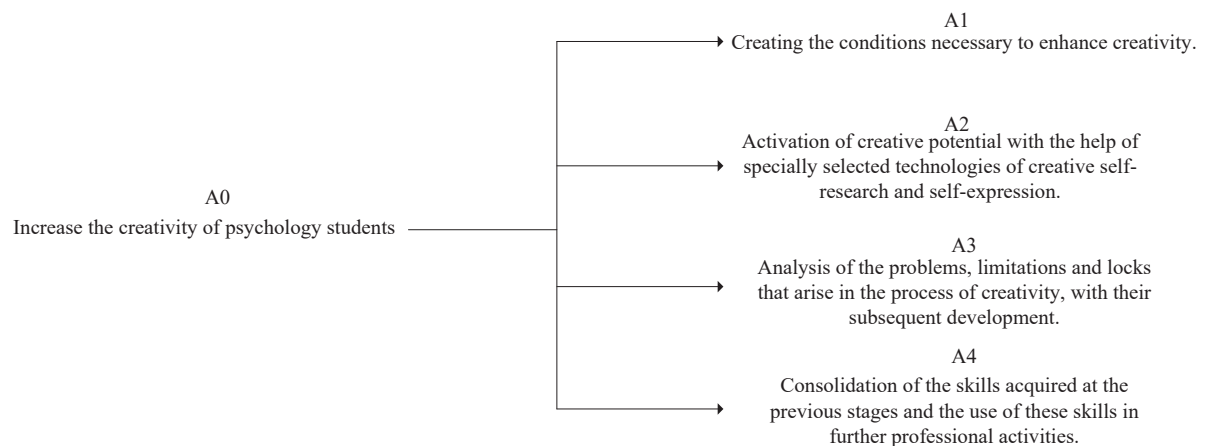 A1
Creating the conditions necessary to enhance creativity.
A2
Activation of creative potential with the help of
specially selected technologies of creative self-
research and self-expression.
A0
Increase the creativity of psychology students
A3
Analysis of the problems, limitations and locks
that arise in the process of creativity, with their
subsequent development.
A4
Consolidation of the skills acquired at the
previous stages and the use of these skills in
further professional activities.